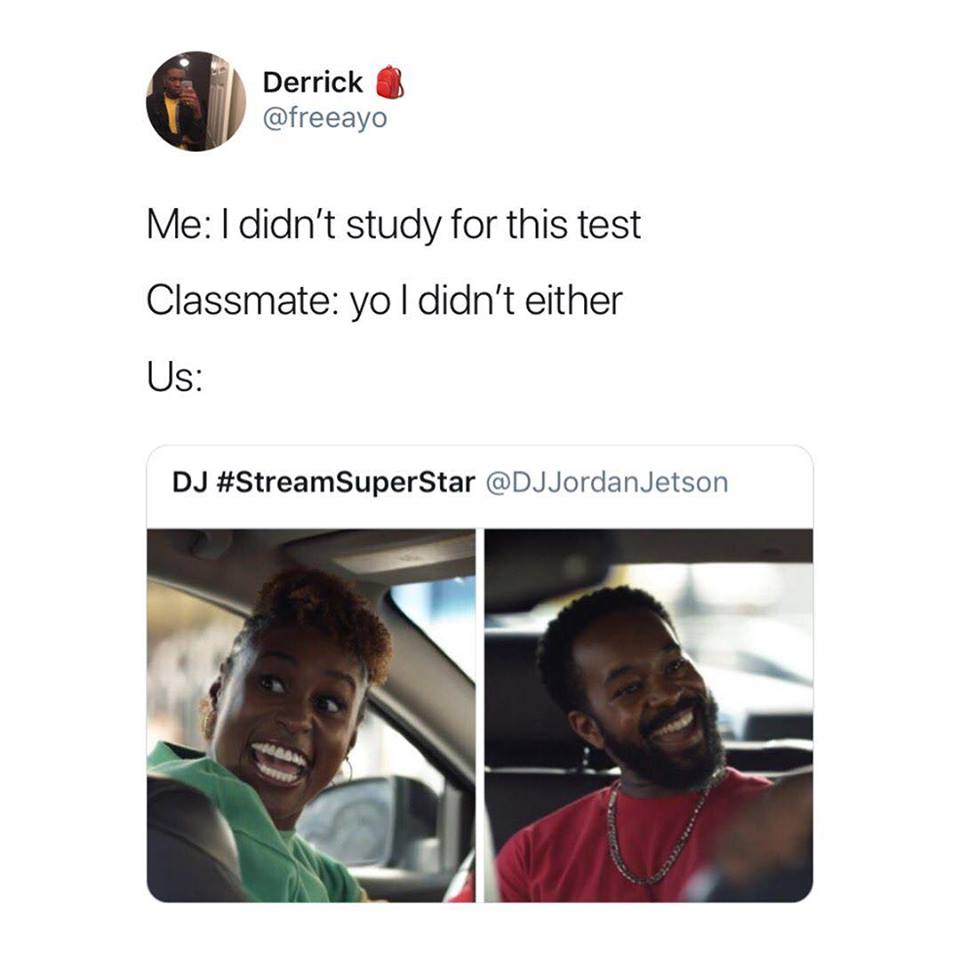 Derrick 🎒
@freeayo
Me: I didn’t study for this test
Classmate: yo I didn’t either
Us:
DJ #StreamSuperStar @DJJordanJetson